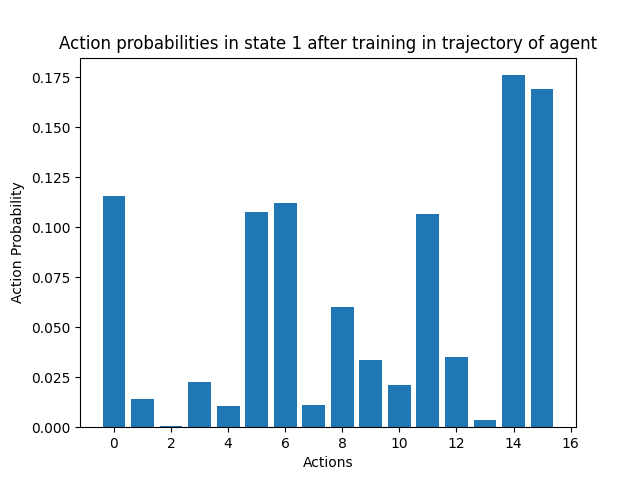 Action probabilities in state 1 after training in trajectory of agent
0.175
0.150
0.125
0.100
0.075
0.050
0.025
0.000
Action Probability
0 2 4 6 8 10 12 14 16
Actions